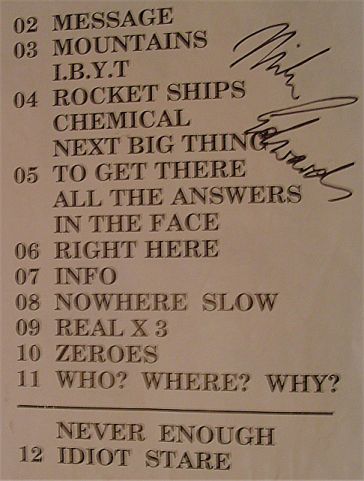 02 MESSAGE
03 MOUNTAINS
I.B.Y.T
04 ROCKET SHIPS
CHEMICAL
NEXT BIG THING
05 TO GET THERE
ALL THE ANSWERS
IN THE FACE
06 RIGHT HERE
07 INFO
08 NOWHERE SLOW
09 REAL X 3
10 ZEROES
11 WHO? WHERE? WHY?
NEVER ENOUGH
12 IDIOT STARE
Mike
Edwards